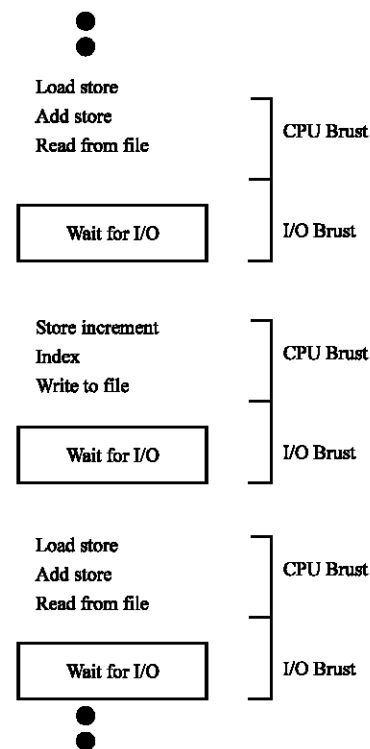 Load store
Add store
Read from file
CPU Brust
Wait for I/O
I/O Brust
Store increment
Index
Write to file
CPU Brust
Wait for I/O
I/O Brust
Load store
Add store
Read from file
CPU Brust
Wait for I/O
I/O Brust